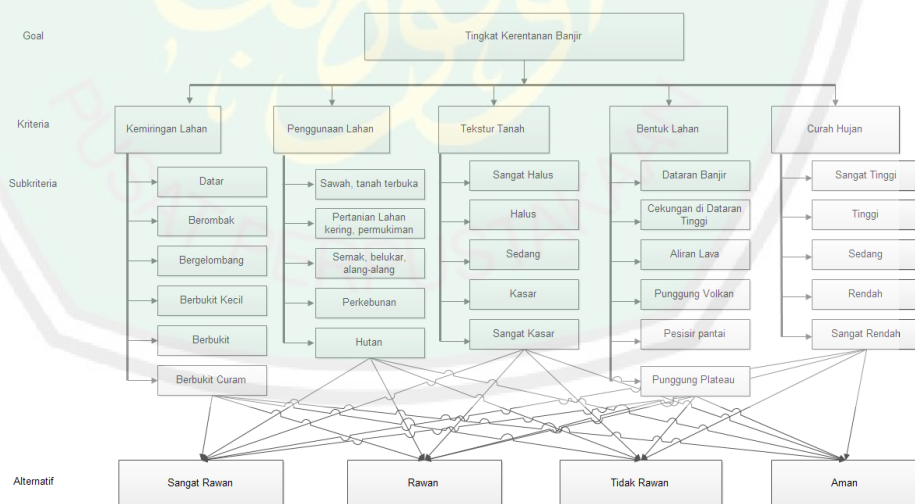 Goal
Tingkat Kerentanan Banjir
Kriteria
Kemiringan Lahan
Penggunaan Lahan
Tekstur Tanah
Bentuk Lahan
Curah Hujan
Subkriteria
Datar
Berombak
Bergelombang
Berbukit Kecil
Berbukit
Berbukit Curam
Sawah, tanah terbuka
Pertanian Lahan
kering, permukiman
Semak, belukar,
alang-alang
Perkebunan
Hutan
Sangat Halus
Halus
Sedang
Kasar
Sangat Kasar
Dataran Banjir
Cekungan di Dataran
Tinggi
Aliran Lava
Punggung Volkan
Pesisir pantai
Punggung Plateau
Sangat Tinggi
Tinggi
Sedang
Rendah
Sangat Rendah
Alternatif
Sangat Rawan
Rawan
Tidak Rawan
Aman
PUSAT PERPUSTAKAAN